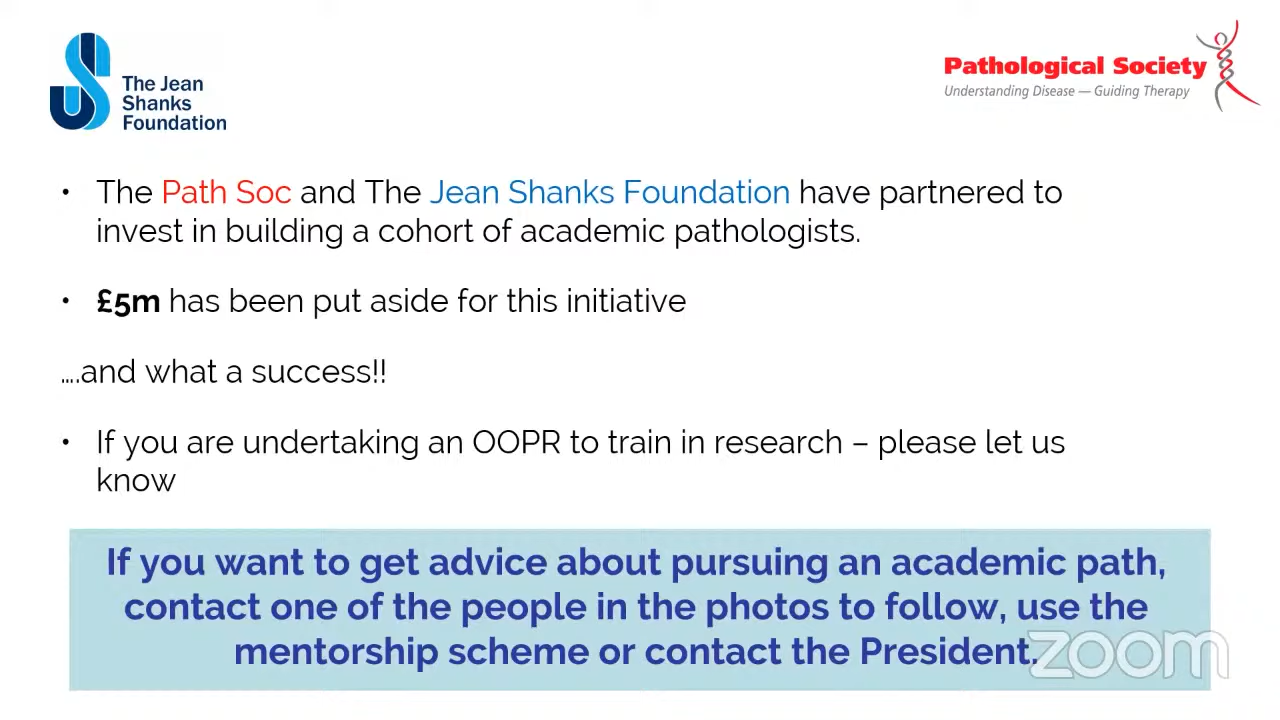 The Jean
Shanks
Foundation
Pathological Society
Understanding Disease — Guiding Therapy
• The Path Soc and The Jean Shanks Foundation have partnered to
invest in building a cohort of academic pathologists.
• £5m has been put aside for this initiative
....and what a success!!
• If you are undertaking an OOPR to train in research – please let us
know
If you want to get advice about pursuing an academic path,
contact one of the people in the photos to follow, use the
mentorship scheme or contact the President.
zoom